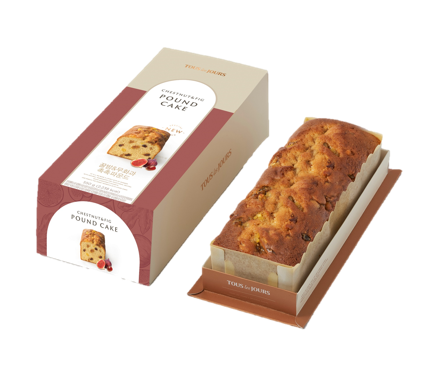 TOUS les JOURS
CHESTNUT&FIG
POUND
CAKE
NEW
TOUS les JOURS
CHESTNUT&FIG
POUND CAKE
TOUS les JOURS